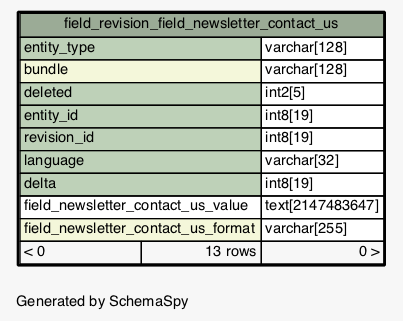 field_revision_field_newsletter_contact_us
entity_type varchar[128]
bundle varchar[128]
deleted int2[5]
entity_id int8[19]
revision_id int8[19]
language varchar[32]
delta int8[19]
field_newsletter_contact_us_value text[2147483647]
field_newsletter_contact_us_format varchar[255]
< 0 13 rows 0 >
Generated by SchemaSpy